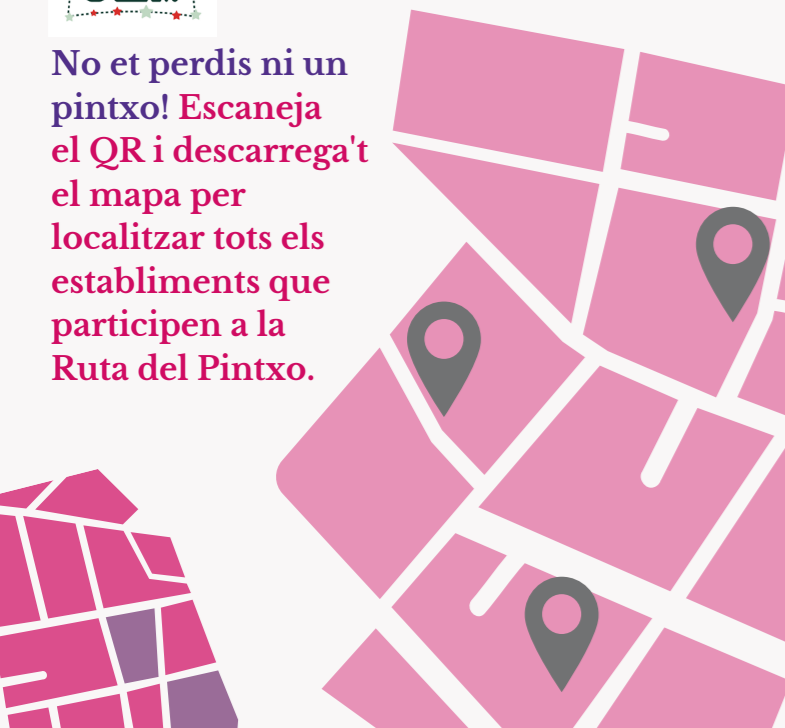 No et perdis ni un
pintxo! Escaneja
el QR i descarrega't
el mapa per
localitzar tots els
establiments que
participen a la
Ruta del Pintxo.